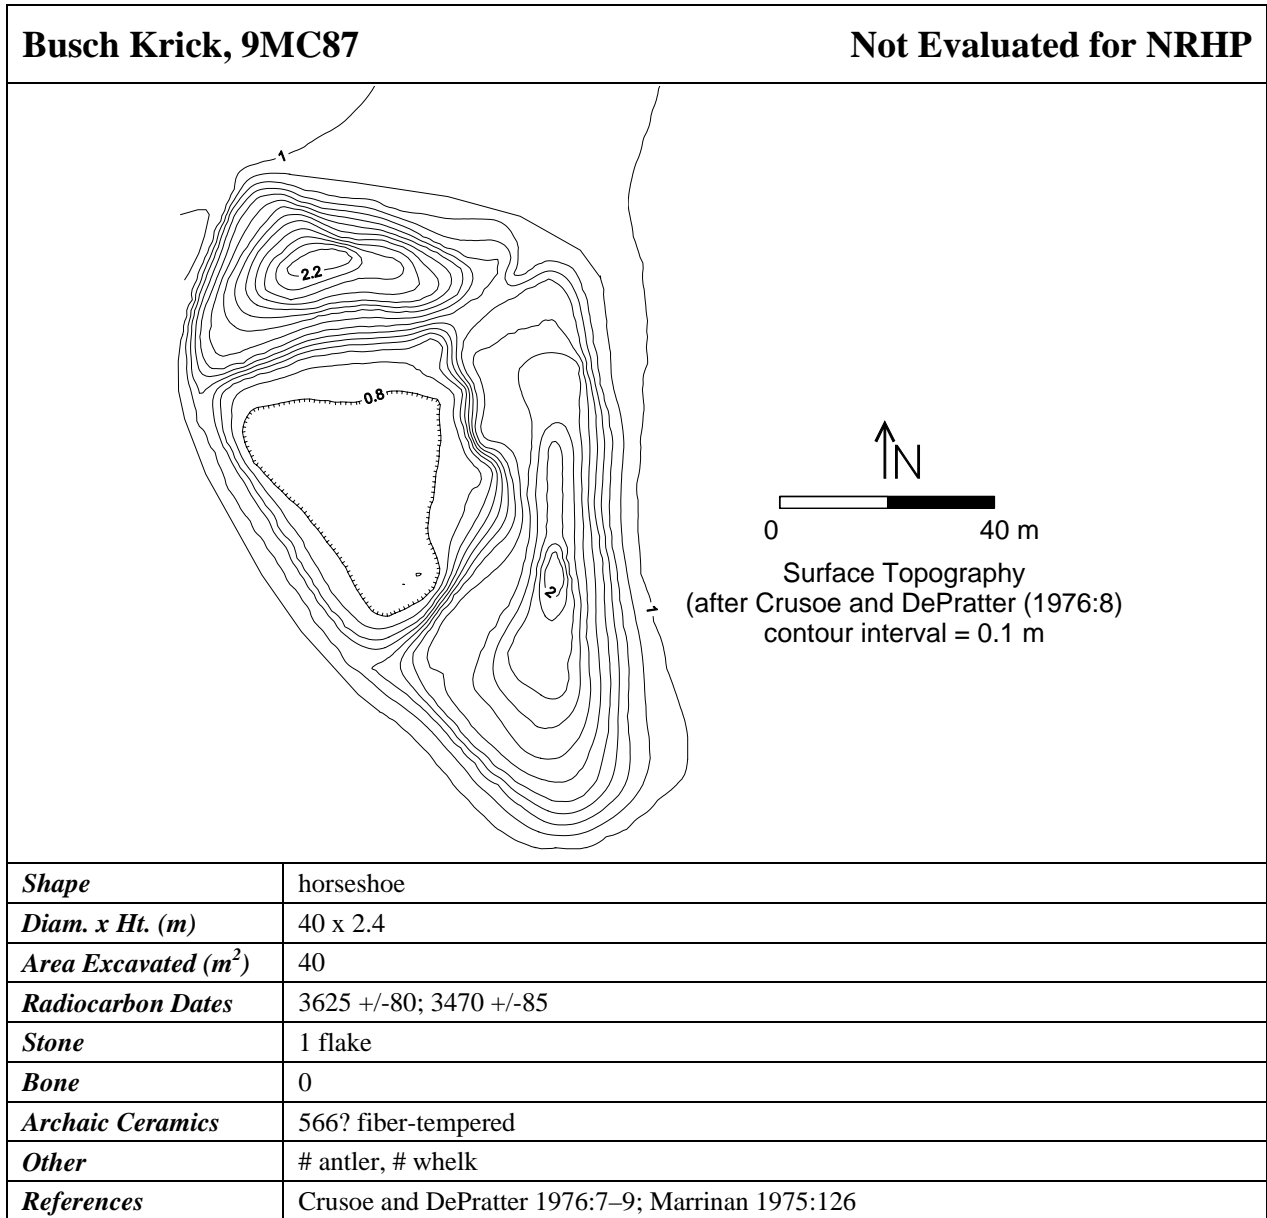 Busch Krick, 9MC87 Not Evaluated for NRHP
1
2.2
0.8
N
0 40 m
2
1
Surface Topography
(after Crusoe and DePratter (1976:8)
contour interval = 0.1 m
Shape horseshoe
Diam. x Ht. (m) 40 x 2.4
Area Excavated (m2) 40
Radiocarbon Dates 3625 +/-80; 3470 +/-85
Stone 1 flake
Bone 0
Archaic Ceramics 566? fiber-tempered
Other # antler, # whelk
References Crusoe and DePratter 1976:7–9; Marrinan 1975:126